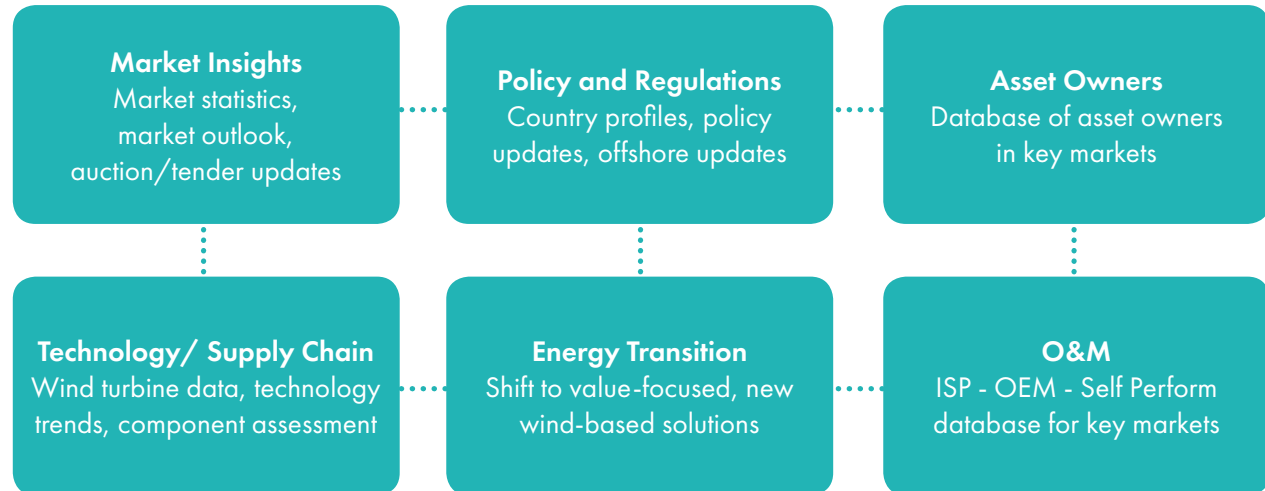 Market Insights
Market statistics,
market outlook,
auction/tender updates
Policy and Regulations
Country profiles, policy
updates, offshore updates
Asset Owners
Database of asset owners
in key markets
Technology/ Supply Chain
Wind turbine data, technology
trends, component assessment
Energy Transition
Shift to value-focused, new
wind-based solutions
O&M
ISP - OEM - Self Perform
database for key markets